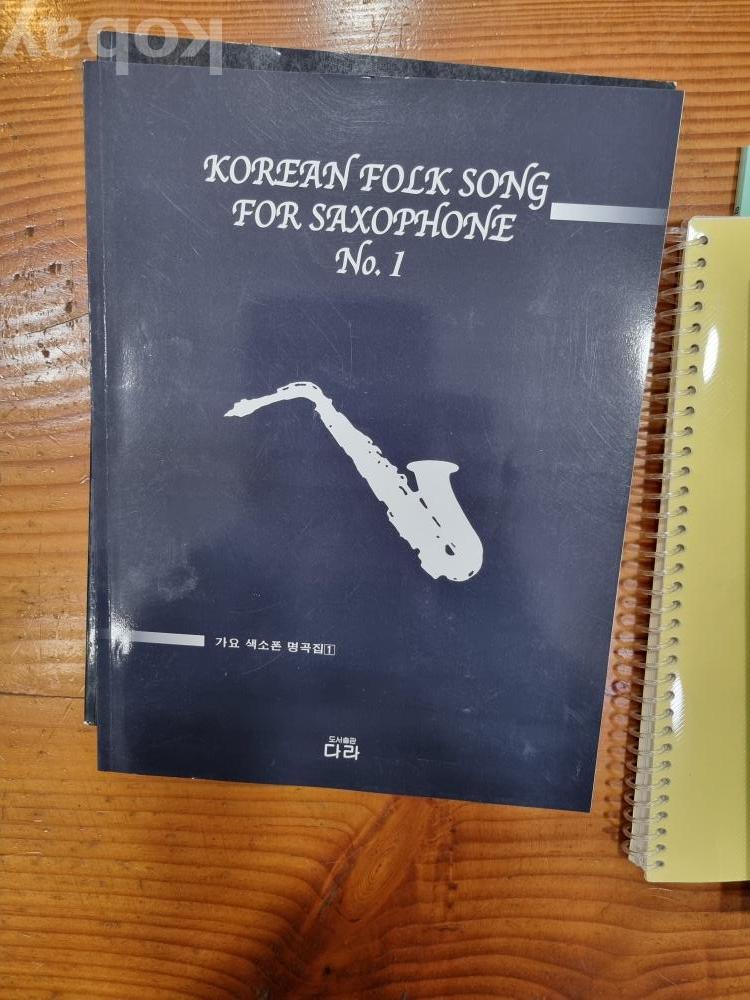 kobay
KOREAN FOLK SONG
FOR SAXOPHONE
No. 1
가요 색소폰 명곡집1
도서출판
다라